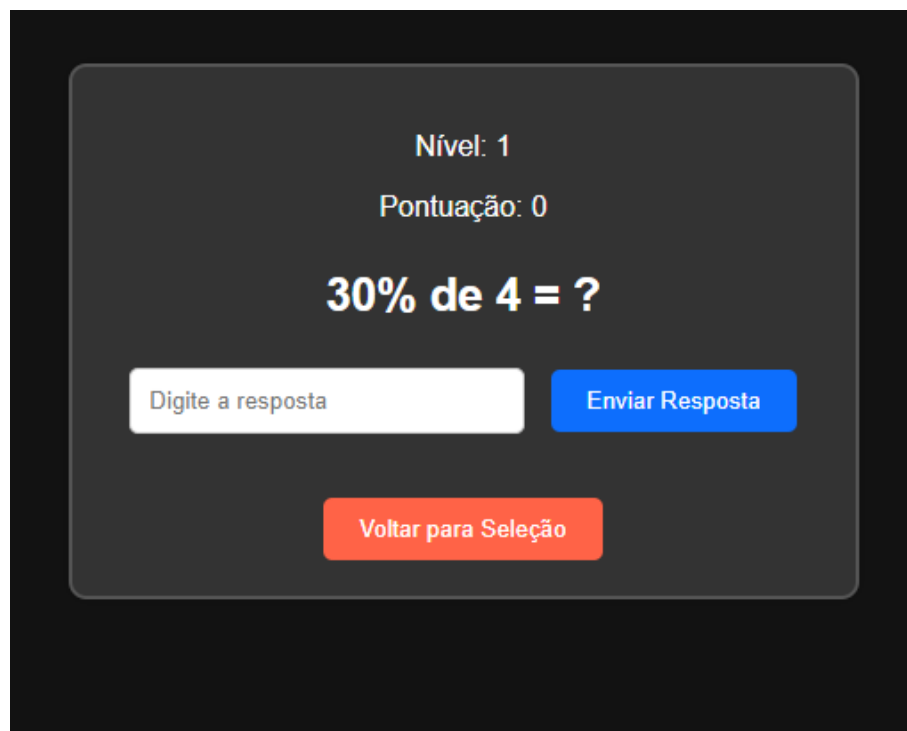 Nível: 1
Pontuação: 0
30% de 4 = ?
Digite a resposta
Enviar Resposta
Voltar para Seleção